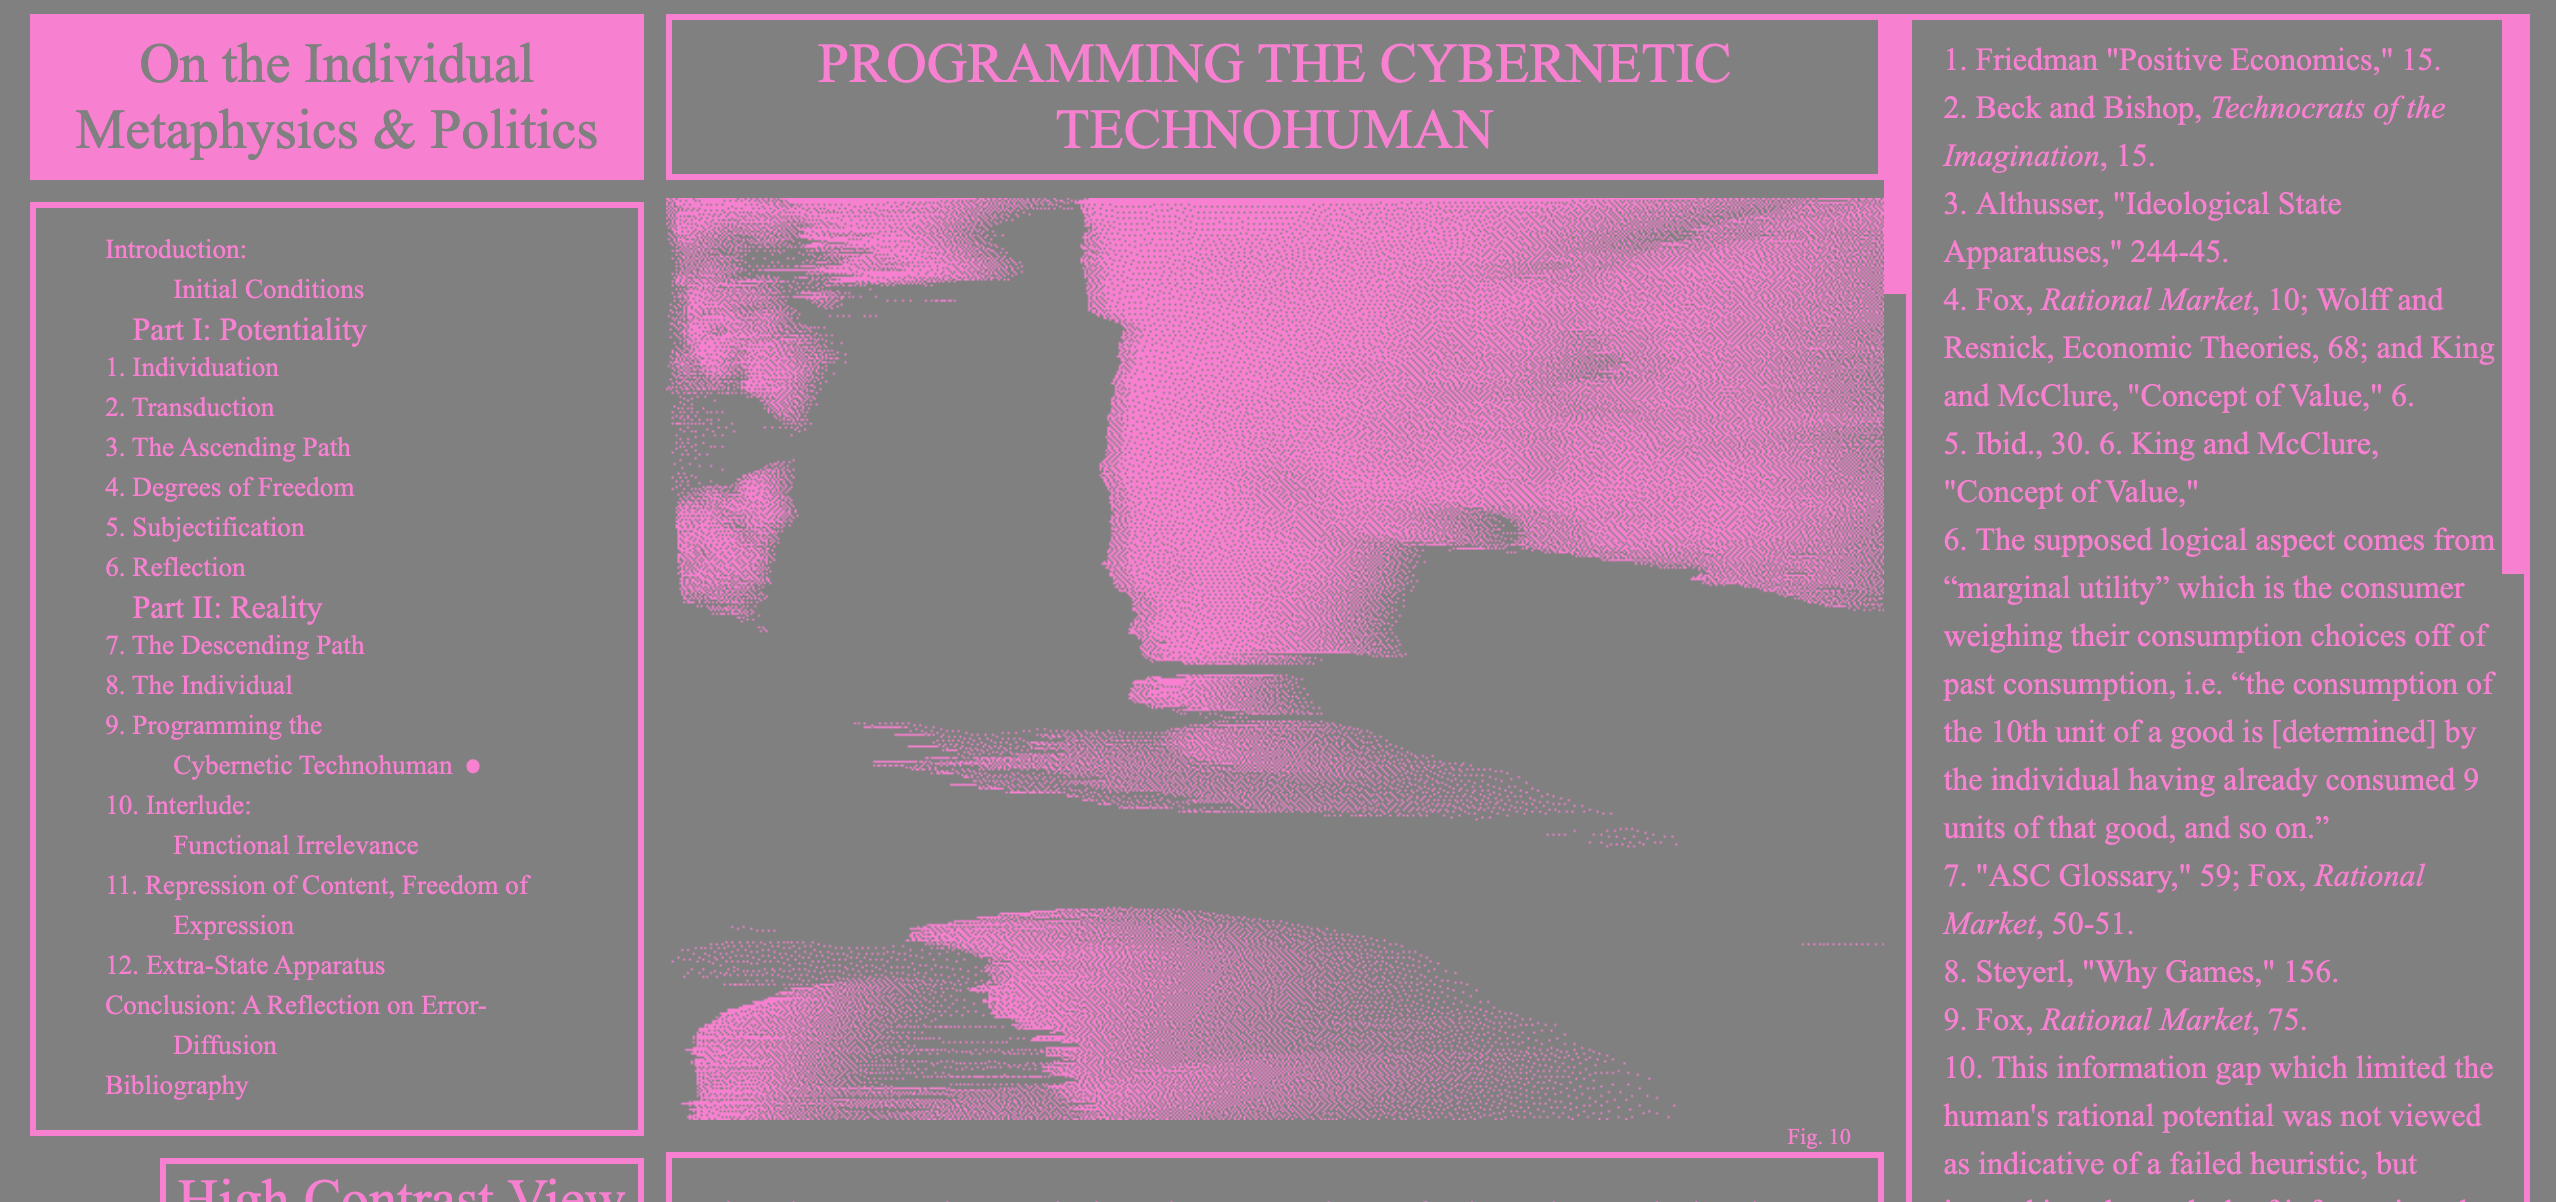 On the Individual
Metaphysics & Politics
Introduction:
Initial Conditions
Part I: Potentiality
1. Individuation
2. Transduction
3. The Ascending Path
4. Degrees of Freedom
5. Subjectification
6. Reflection
Part II: Reality
7. The Descending Path
8. The Individual
9. Programming the
Cybernetic Technohuman ●
10. Interlude:
Functional Irrelevance
11. Repression of Content, Freedom of
Expression
12. Extra-State Apparatus
Conclusion: A Reflection on Error-
Diffusion
Bibliography
High Contrast View
PROGRAMMING THE CYBERNETIC
TECHNOHUMAN
Fig. 10
1. Friedman "Positive Economics," 15.
2. Beck and Bishop, Technocrats of the
Imagination, 15.
3. Althusser, "Ideological State
Apparatuses," 244-45.
4. Fox, Rational Market, 10; Wolff and
Resnick, Economic Theories, 68; and King
and McClure, "Concept of Value," 6.
5. Ibid., 30. 6. King and McClure,
"Concept of Value,"
6. The supposed logical aspect comes from
“marginal utility” which is the consumer
weighing their consumption choices off of
past consumption, i.e. “the consumption of
the 10th unit of a good is [determined] by
the individual having already consumed 9
units of that good, and so on.”
7. "ASC Glossary," 59; Fox, Rational
Market, 50-51.
8. Steyerl, "Why Games," 156.
9. Fox, Rational Market, 75.
10. This information gap which limited the
human's rational potential was not viewed
as indicative of a failed heuristic, but